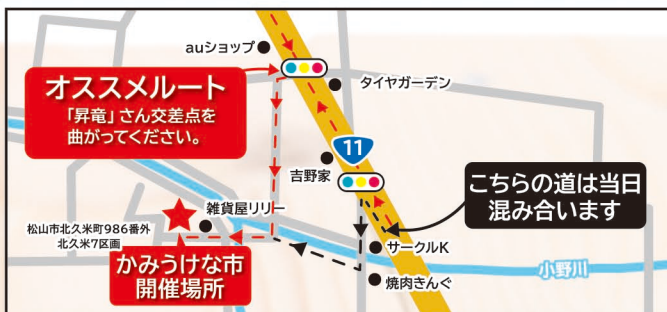 auショップ
オススメルート
「昇竜」さん交差点を
曲がってください。
タイヤガーデン
11
吉野家
こちらの道は当日
混み合います
雑貨屋リリー
松山市北久米町986番外
北久米7区画
サークルK
かみうけな市
開催場所
小野川
焼肉きんぐ